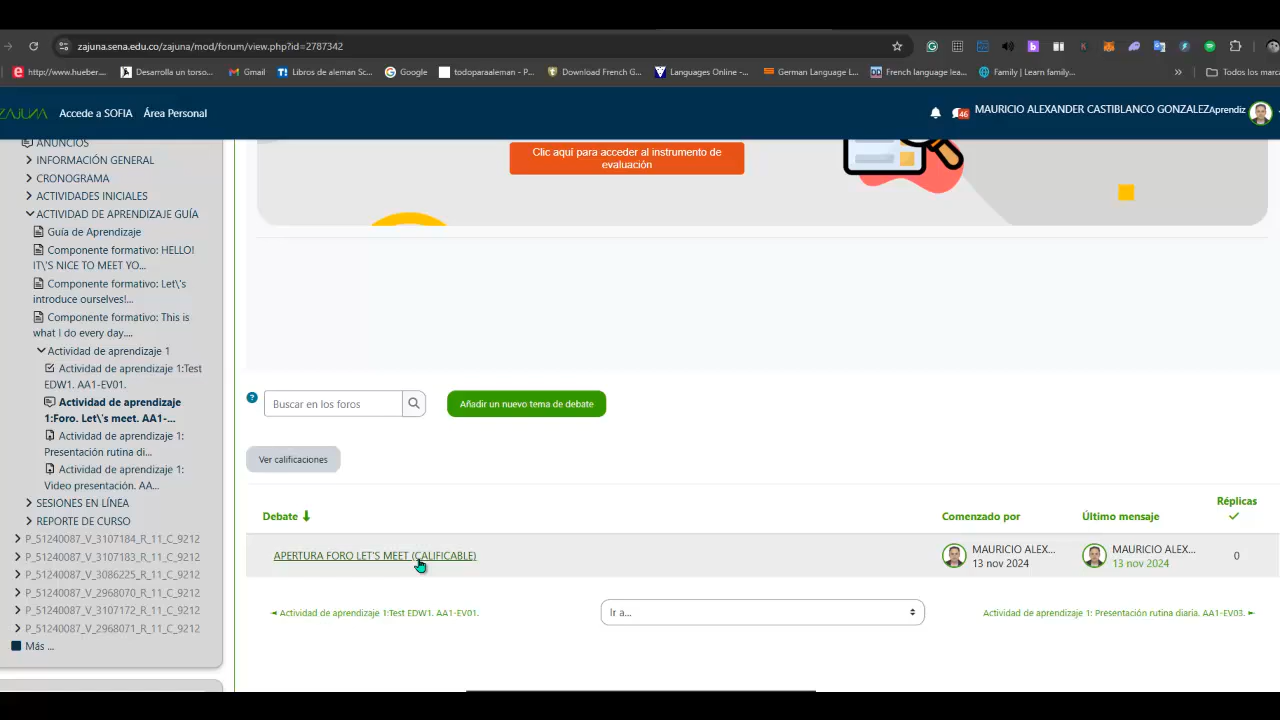 zajuna.sena.edu.co/zajuna/mod/forum/view.php?id=2787342
http://www.hueber....
Desarrolla un torso...
Gmail
Libros de aleman Sc...
Google
todoparaaleman - P...
Download French G...
Languages Online -...
German Language L...
French language lea...
Family | Learn family...
»
Todos los marc
ZAJUNA
Accede a SOFIA
Área Personal
46
MAURICIO ALEXANDER CASTIBLANCO GONZALEZAprendiz
ANUNCIOS
INFORMACIÓN GENERAL
CRONOGRAMA
ACTIVIDADES INICIALES
ACTIVIDAD DE APRENDIZAJE GUÍA
Guía de Aprendizaje
Componente formativo: HELLO!
IT\'S NICE TO MEET YO...
Componente formativo: Let\'s
introduce ourselves!...
Componente formativo: This is
what I do every day....
Actividad de aprendizaje 1
Actividad de aprendizaje 1:Test
EDW1. AA1-EV01.
Actividad de aprendizaje
1:Foro. Let\'s meet. AA1-...
Actividad de aprendizaje 1:
Presentación rutina di...
Actividad de aprendizaje 1:
Video presentación. AA...
SESIONES EN LÍNEA
REPORTE DE CURSO
P_51240087_V_3107184_R_11_C_9212
P_51240087_V_3107183_R_11_C_9212
P_51240087_V_3086225_R_11_C_9212
P_51240087_V_2968070_R_11_C_9212
P_51240087_V_3107172_R_11_C_9212
P_51240087_V_2968071_R_11_C_9212
Más ...
Clic aquí para acceder al instrumento de
evaluación
Buscar en los foros
Añadir un nuevo tema de debate
Ver calificaciones
Debate
Comenzado por
Último mensaje
Réplicas
APERTURA FORO LET'S MEET (CALIFICABLE)
MAURICIO ALEX...
13 nov 2024
MAURICIO ALEX...
13 nov 2024
0
◄ Actividad de aprendizaje 1:Test EDW1. AA1-EV01.
Ir a...
Actividad de aprendizaje 1: Presentación rutina diaria. AA1-EV03. ►